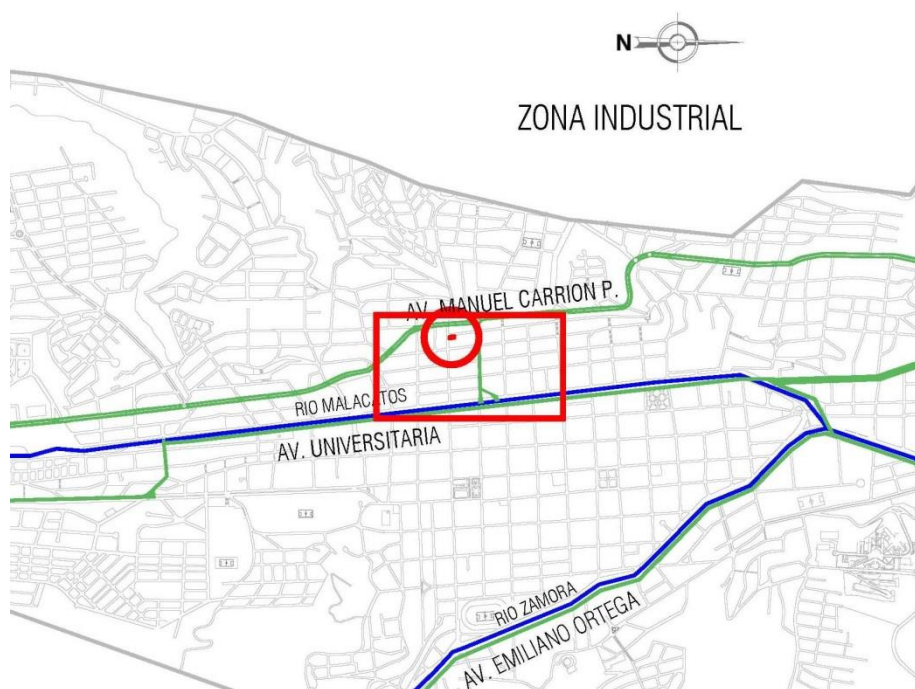 N
ZONA INDUSTRIAL
AV. MANUEL CARRION P.
RIO MALACATOS
AV. UNIVERSITARIA
RIO ZAMORA
AV. EMILIANO ORTEGA